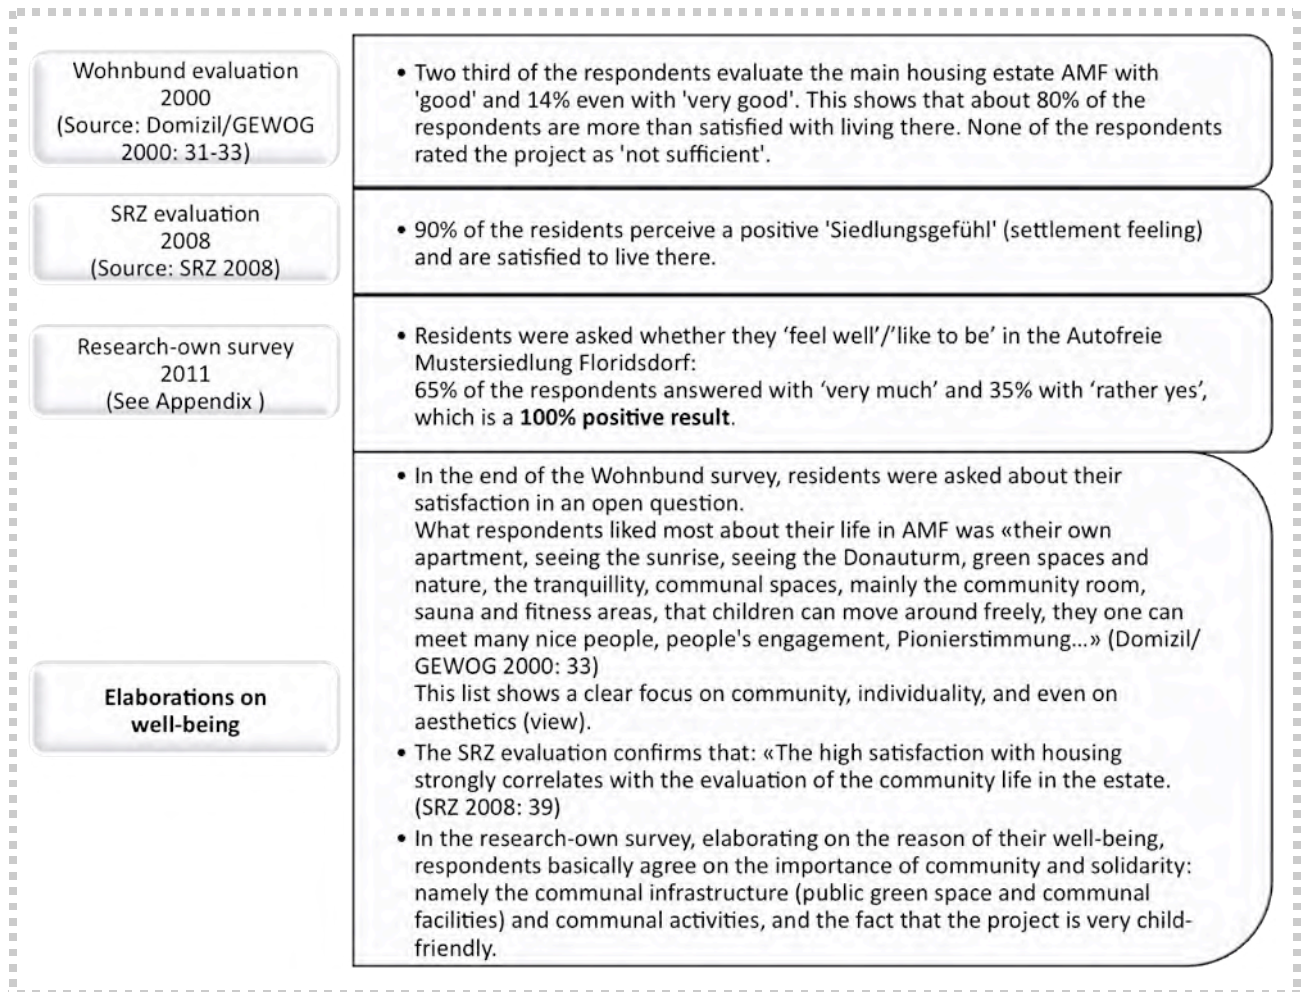 Wohnbund evaluation
2000
(Source: Domizil/GEWOG
2000: 31-33)
• Two third of the respondents evaluate the main housing estate AMF with
'good' and 14% even with 'very good'. This shows that about 80% of the
respondents are more than satisfied with living there. None of the respondents
rated the project as 'not sufficient'.
SRZ evaluation
2008
(Source: SRZ 2008)
• 90% of the residents perceive a positive 'Siedlungsgefühl' (settlement feeling)
and are satisfied to live there.
Research-own survey
2011
(See Appendix )
• Residents were asked whether they ‘feel well’/’like to be’ in the Autofreie
Mustersiedlung Floridsdorf:
65% of the respondents answered with ‘very much’ and 35% with ‘rather yes’,
which is a 100% positive result.
Elaborations on
well-being
• In the end of the Wohnbund survey, residents were asked about their
satisfaction in an open question.
What respondents liked most about their life in AMF was «their own
apartment, seeing the sunrise, seeing the Donauturm, green spaces and
nature, the tranquillity, communal spaces, mainly the community room,
sauna and fitness areas, that children can move around freely, they one can
meet many nice people, people's engagement, Pionierstimmung...» (Domizil/
GEWOG 2000: 33)
This list shows a clear focus on community, individuality, and even on
aesthetics (view).
• The SRZ evaluation confirms that: «The high satisfaction with housing
strongly correlates with the evaluation of the community life in the estate.
(SRZ 2008: 39)
• In the research-own survey, elaborating on the reason of their well-being,
respondents basically agree on the importance of community and solidarity:
namely the communal infrastructure (public green space and communal
facilities) and communal activities, and the fact that the project is very child-
friendly.